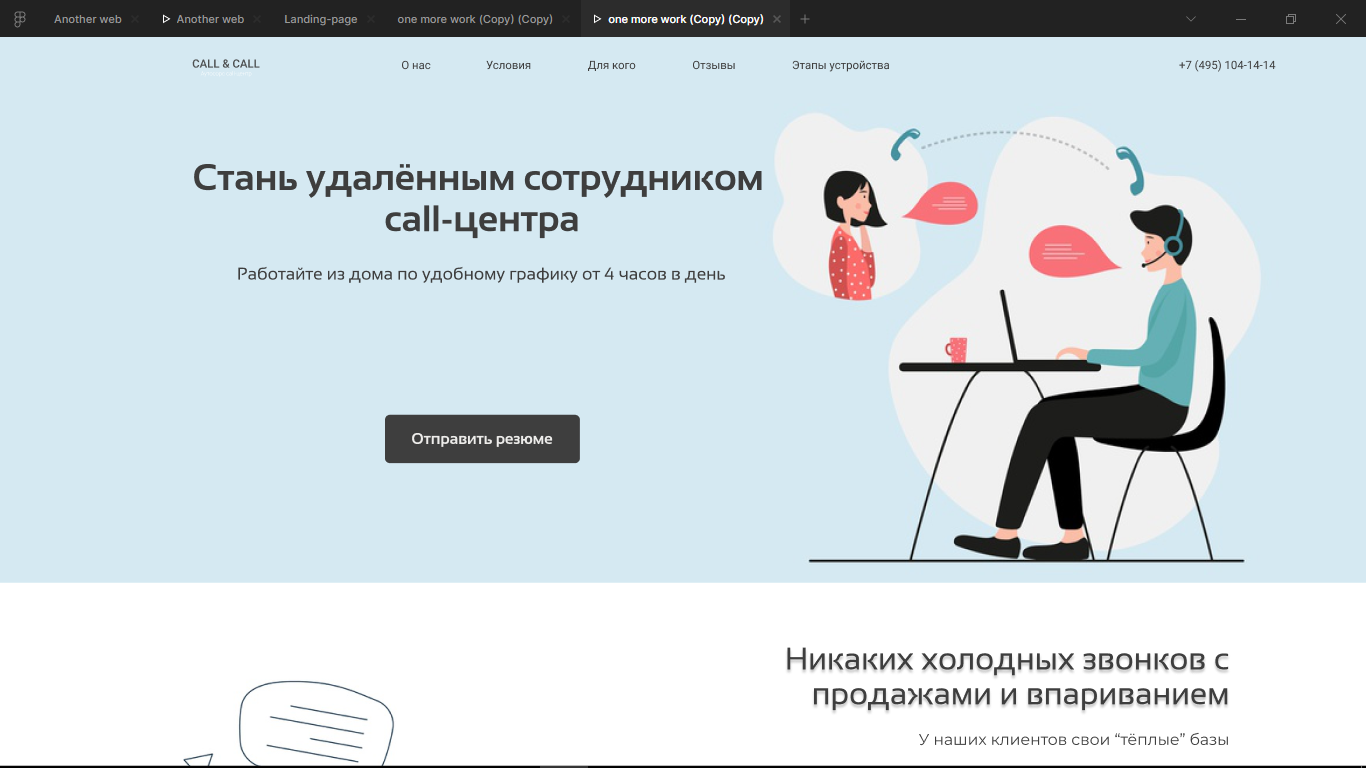 Another web
Another web
Landing-page
one more work (Copy) (Copy)
one more work (Copy) (Copy)
CALL & CALL
О нас
Условия
Для кого
Отзывы
Этапы устройства
+7 (495) 104-14-14
Стань удалённым сотрудником
call-центра
Работайте из дома по удобному графику от 4 часов в день
Отправить резюме
Никаких холодных звонков с
продажами и впариванием
У наших клиентов свои “тёплые” базы